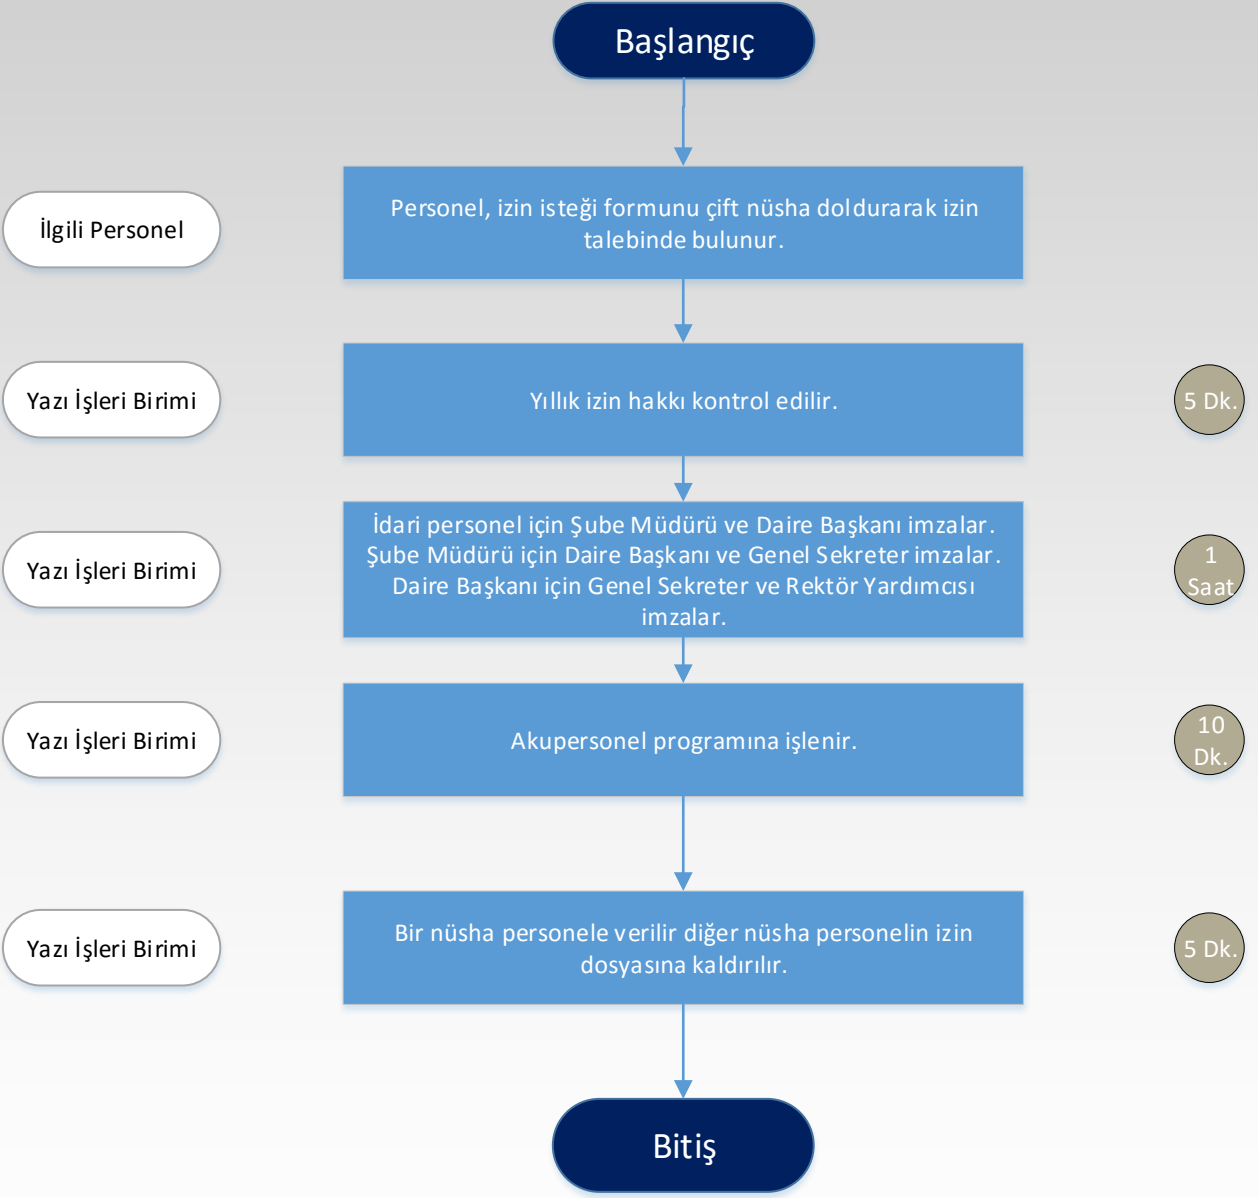 Başlangıç
İlgili Personel
Personel, izin isteği formunu çift nüsha doldurarak izin
talebinde bulunur.
Yazı İşleri Birimi
Yıllık izin hakkı kontrol edilir.
5 Dk.
Yazı İşleri Birimi
İdari personel için Şube Müdürü ve Daire Başkanı imzalar.
Şube Müdürü için Daire Başkanı ve Genel Sekreter imzalar.
Daire Başkanı için Genel Sekreter ve Rektör Yardımcısı
imzalar.
1
Saat
Yazı İşleri Birimi
Akupersonel programına işlenir.
10
Dk.
Yazı İşleri Birimi
Bir nüsha personele verilir diğer nüsha personelin izin
dosyasına kaldırılır.
5 Dk.
Bitiş